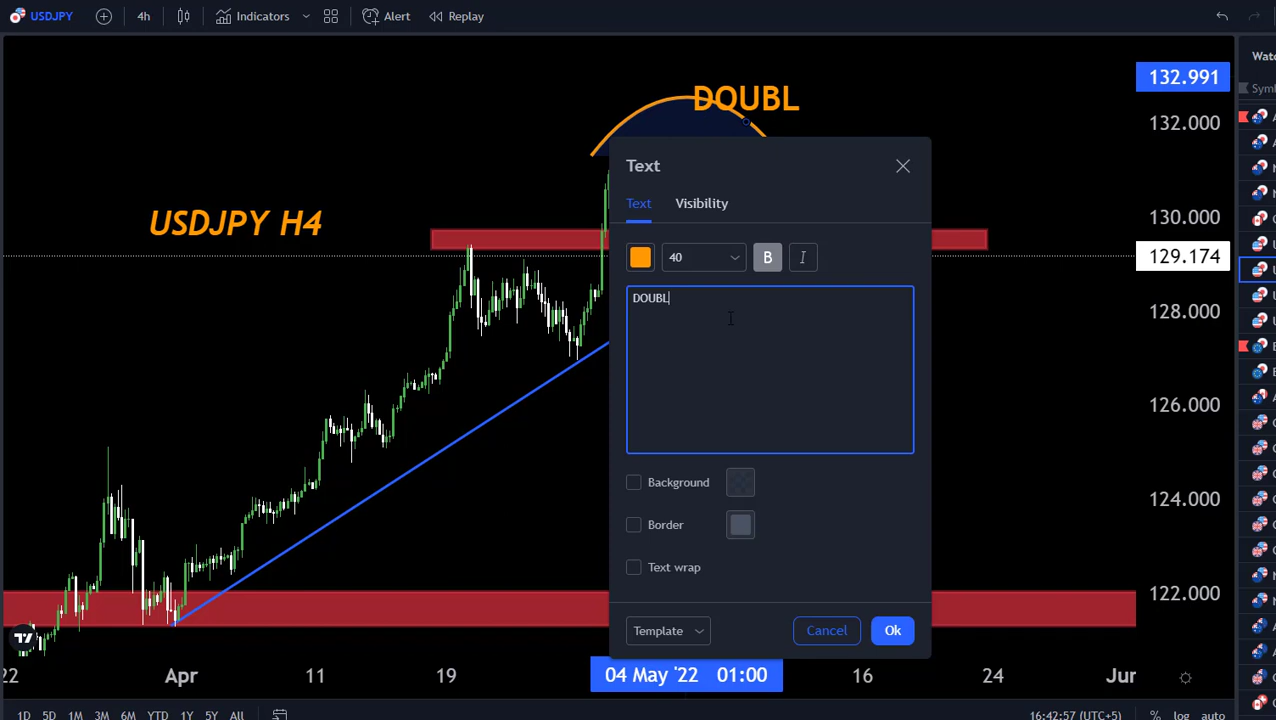 USDJPY
4h
Indicators
Alert
Replay
Wat
Syml
132.991
DOUBL
132.000
Text
Text
Visibility
USDJPY H4
130.000
40
B
I
129.174
DOUBL
128.000
126.000
Background
124.000
Border
Text wrap
122.000
Template
Cancel
Ok
22
Apr
11
19
04 May '22 01:00
16
24
Jun
1D
5D
1M
3M
6M
YTD
1Y
5Y
All
16:42:57 (UTC+5)
%
log
auto